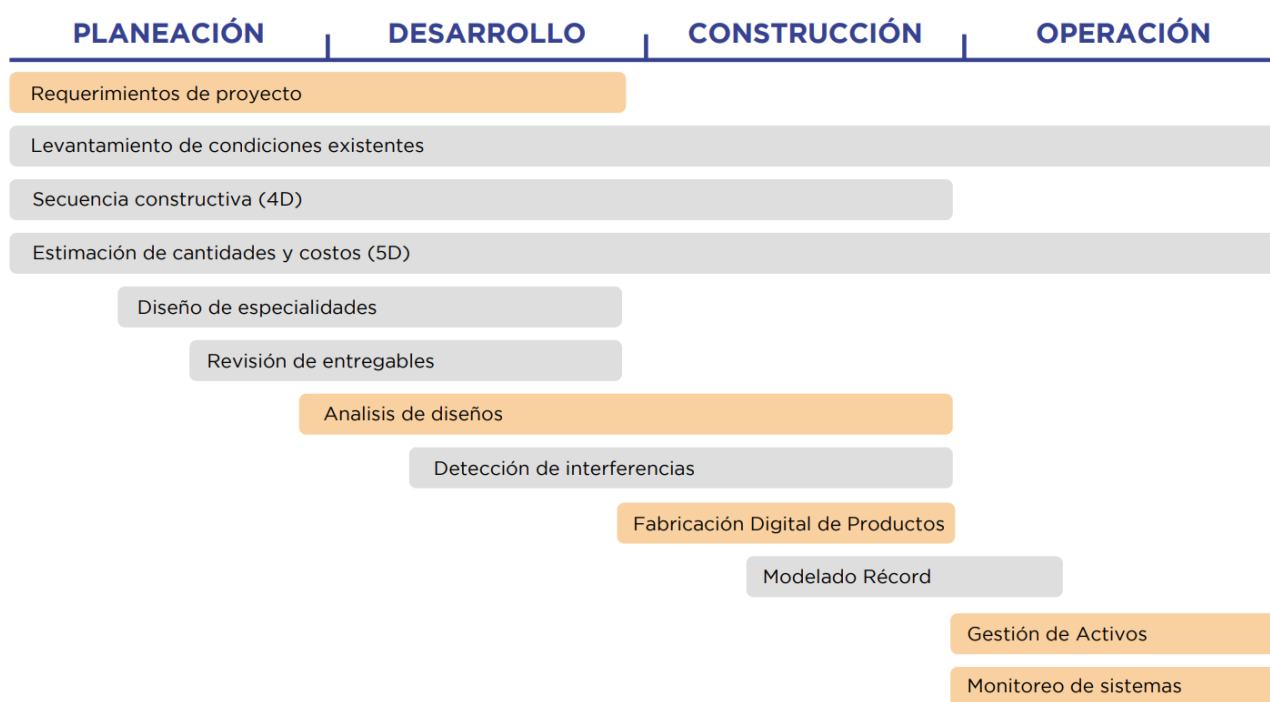 PLANEACIÓN DESARROLLO CONSTRUCCIÓN OPERACIÓN
Requerimientos de proyecto
Levantamiento de condiciones existentes
Secuencia constructiva (4D)
Estimación de cantidades y costos (5D)
Diseño de especialidades
Revisión de entregables
Analisis de diseños
Detección de interferencias
Fabricación Digital de Productos
Modelado Récord
Gestión de Activos
Monitoreo de sistemas